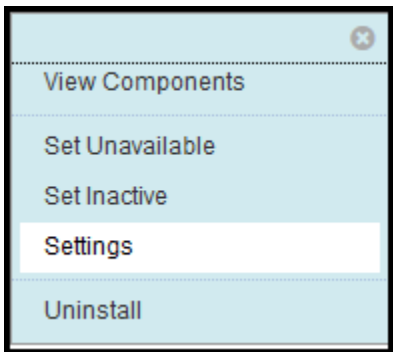 View Components
Set Unavailable
Set Inactive
Settings
Uninstall